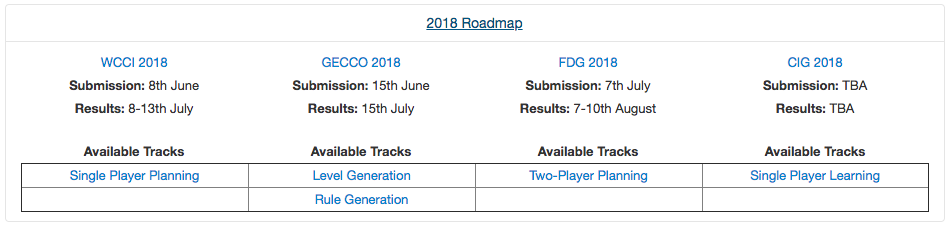 2018 Roadmap
WCCI 2018
Submission: 8th June
Results: 8-13th July
Available Tracks
Single Player Planning
GECCO 2018
Submission: 15th June
Results: 15th July
Available Tracks
Level Generation
Rule Generation
FDG 2018
Submission: 7th July
Results: 7-10th August
Available Tracks
Two-Player Planning
CIG 2018
Submission: TBA
Results: TBA
Available Tracks
Single Player Learning